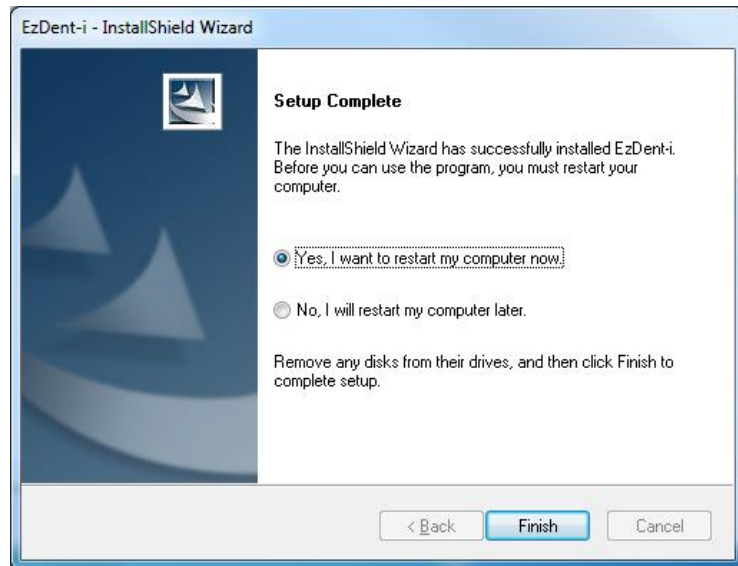 EzDent-i - InstallShield Wizard
Setup Complete
The InstallShield Wizard has successfully installed EzDent-i.
Before you can use the program, you must restart your
computer.
Yes, I want to restart my computer now.
No, I will restart my computer later.
Remove any disks from their drives, and then click Finish to
complete setup.
< Back Finish Cancel